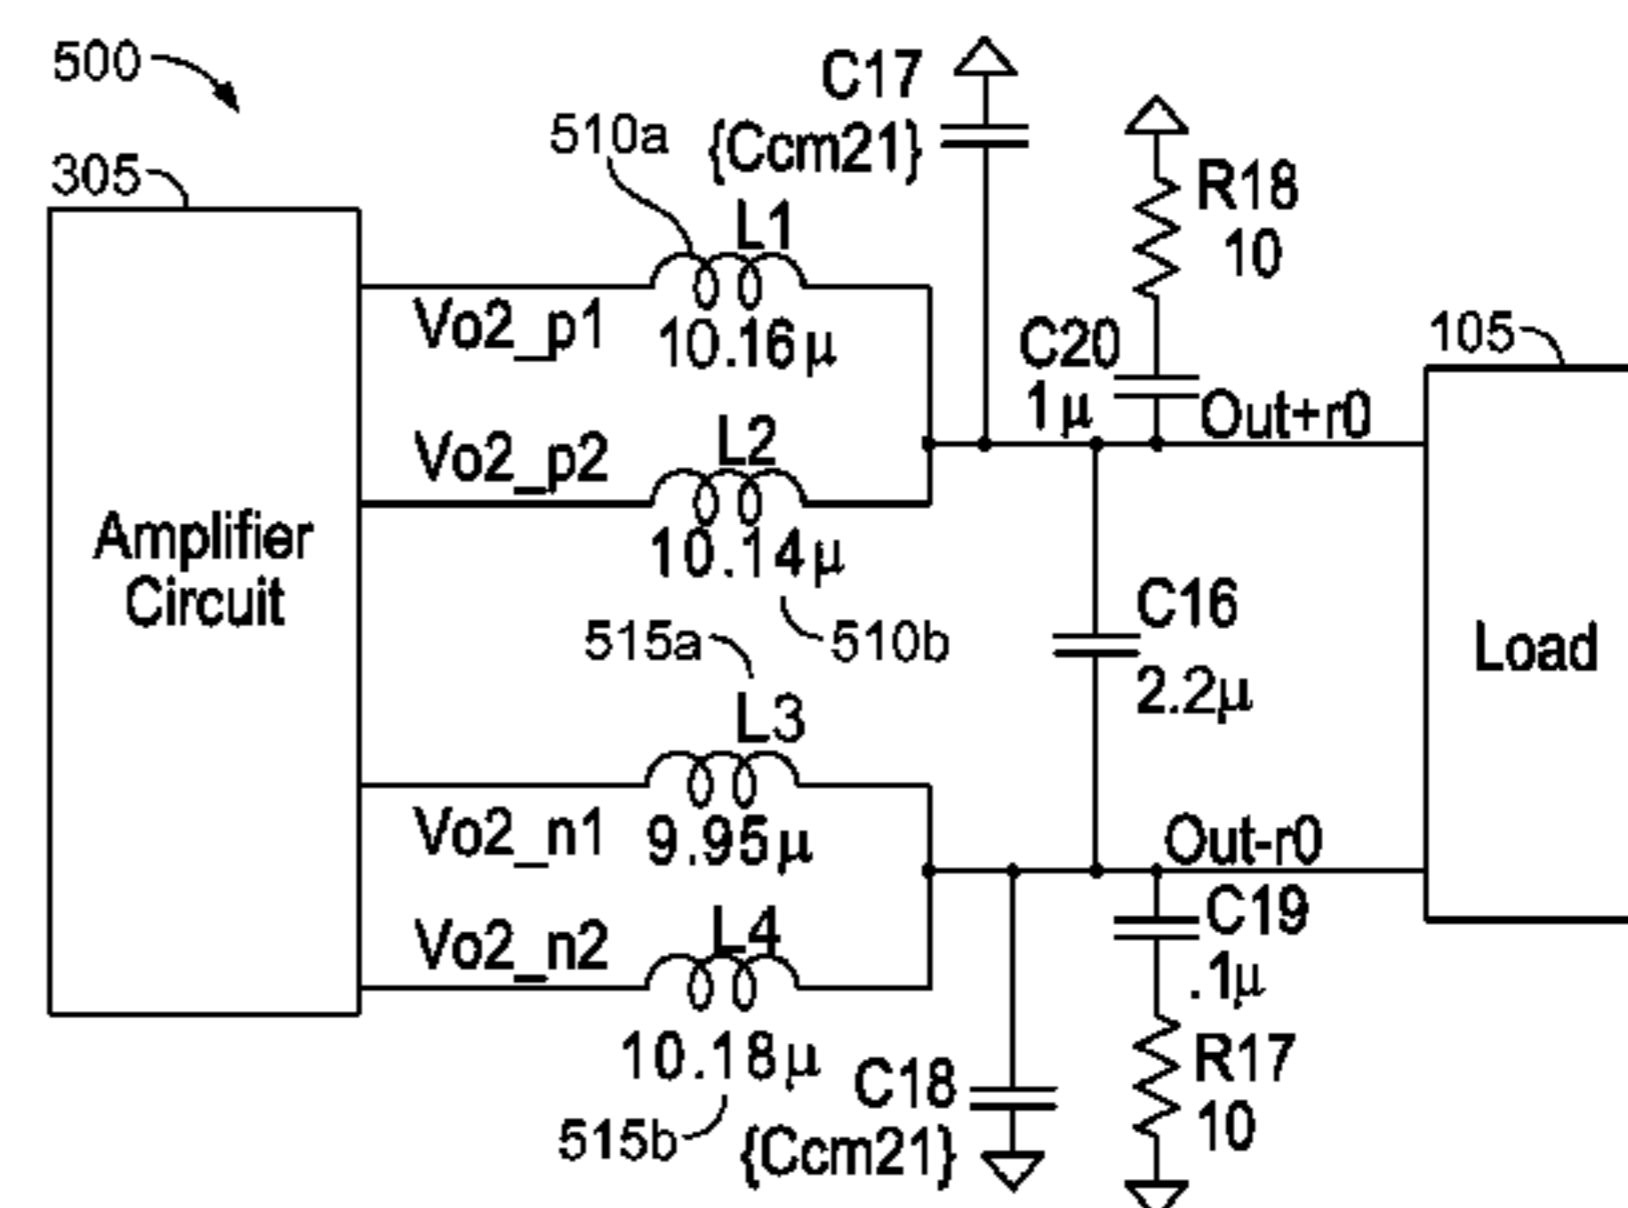 500
305
Amplifier
Circuit
510a
L1
10.16µ
Vo2_p1
Vo2_p2
L2
10.14µ
510b
515a
L3
9.95µ
Vo2_n1
Vo2_n2
L4
10.18µ
515b
C17
{Ccm21}
R18
10
C20
1µ
Out+r0
105
Load
C16
2.2µ
Out-r0
C19
.1µ
R17
10
C18
{Ccm21}